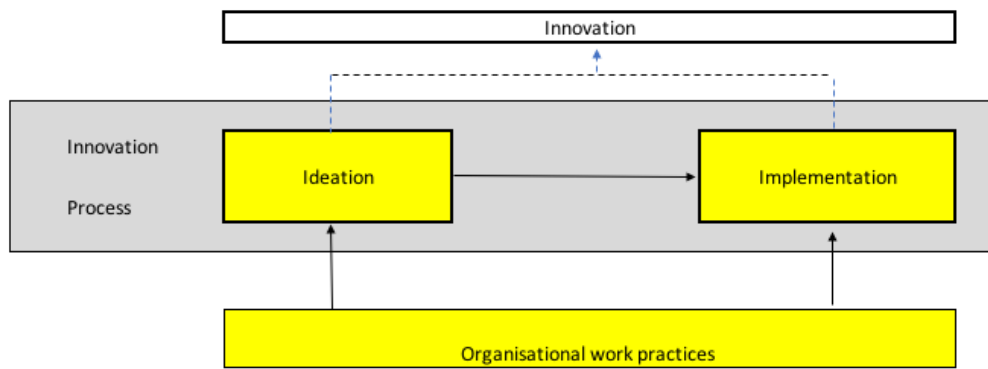 Innovation
Innovation
Ideation
Implementation
Process
Organisational work practices